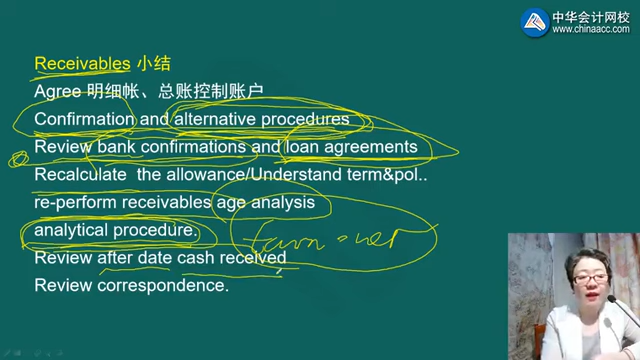 中华会计网校
www.chinaacc.com
Receivables 小结
Agree 明细帐、总账控制账户
Confirmation and alternative procedures
Review bank confirmations and loan agreements
Recalculate the allowance/Understand term&pol..
re-perform receivables age analysis
analytical procedure.
turn over
Review after date cash received
Review correspondence.